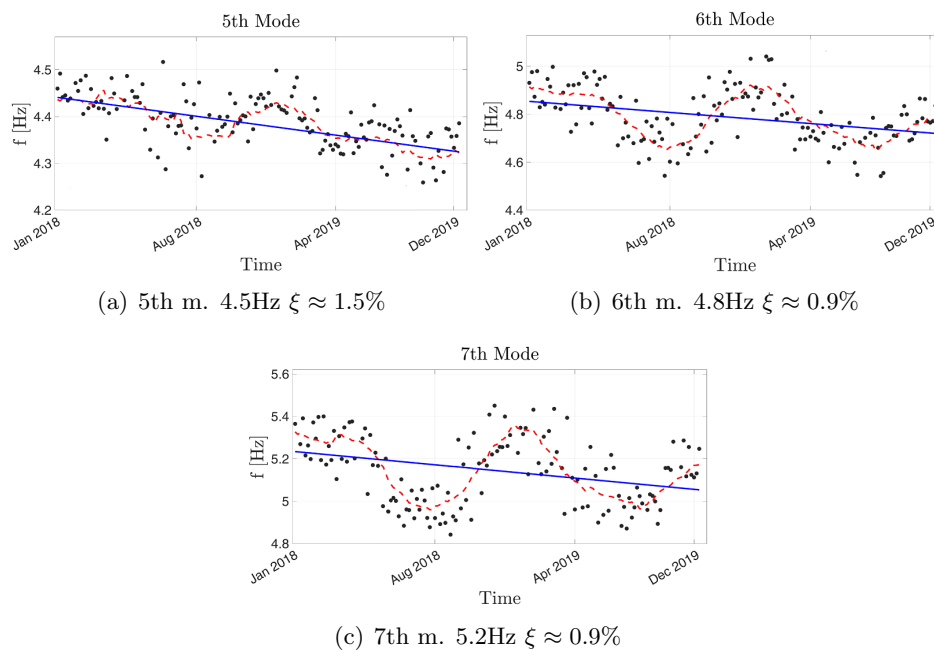 5th Mode
f [Hz]
4.5
4.4
4.3
4.2
Jan 2018
Aug 2018
Apr 2019
Dec 2019
Time
(a) 5th m. 4.5Hz ξ ≈ 1.5%
6th Mode
f [Hz]
5
4.8
4.6
4.4
Jan 2018
Aug 2018
Apr 2019
Dec 2019
Time
(b) 6th m. 4.8Hz ξ ≈ 0.9%
7th Mode
f [Hz]
5.6
5.4
5.2
5
4.8
Jan 2018
Aug 2018
Apr 2019
Dec 2019
Time
(c) 7th m. 5.2Hz ξ ≈ 0.9%